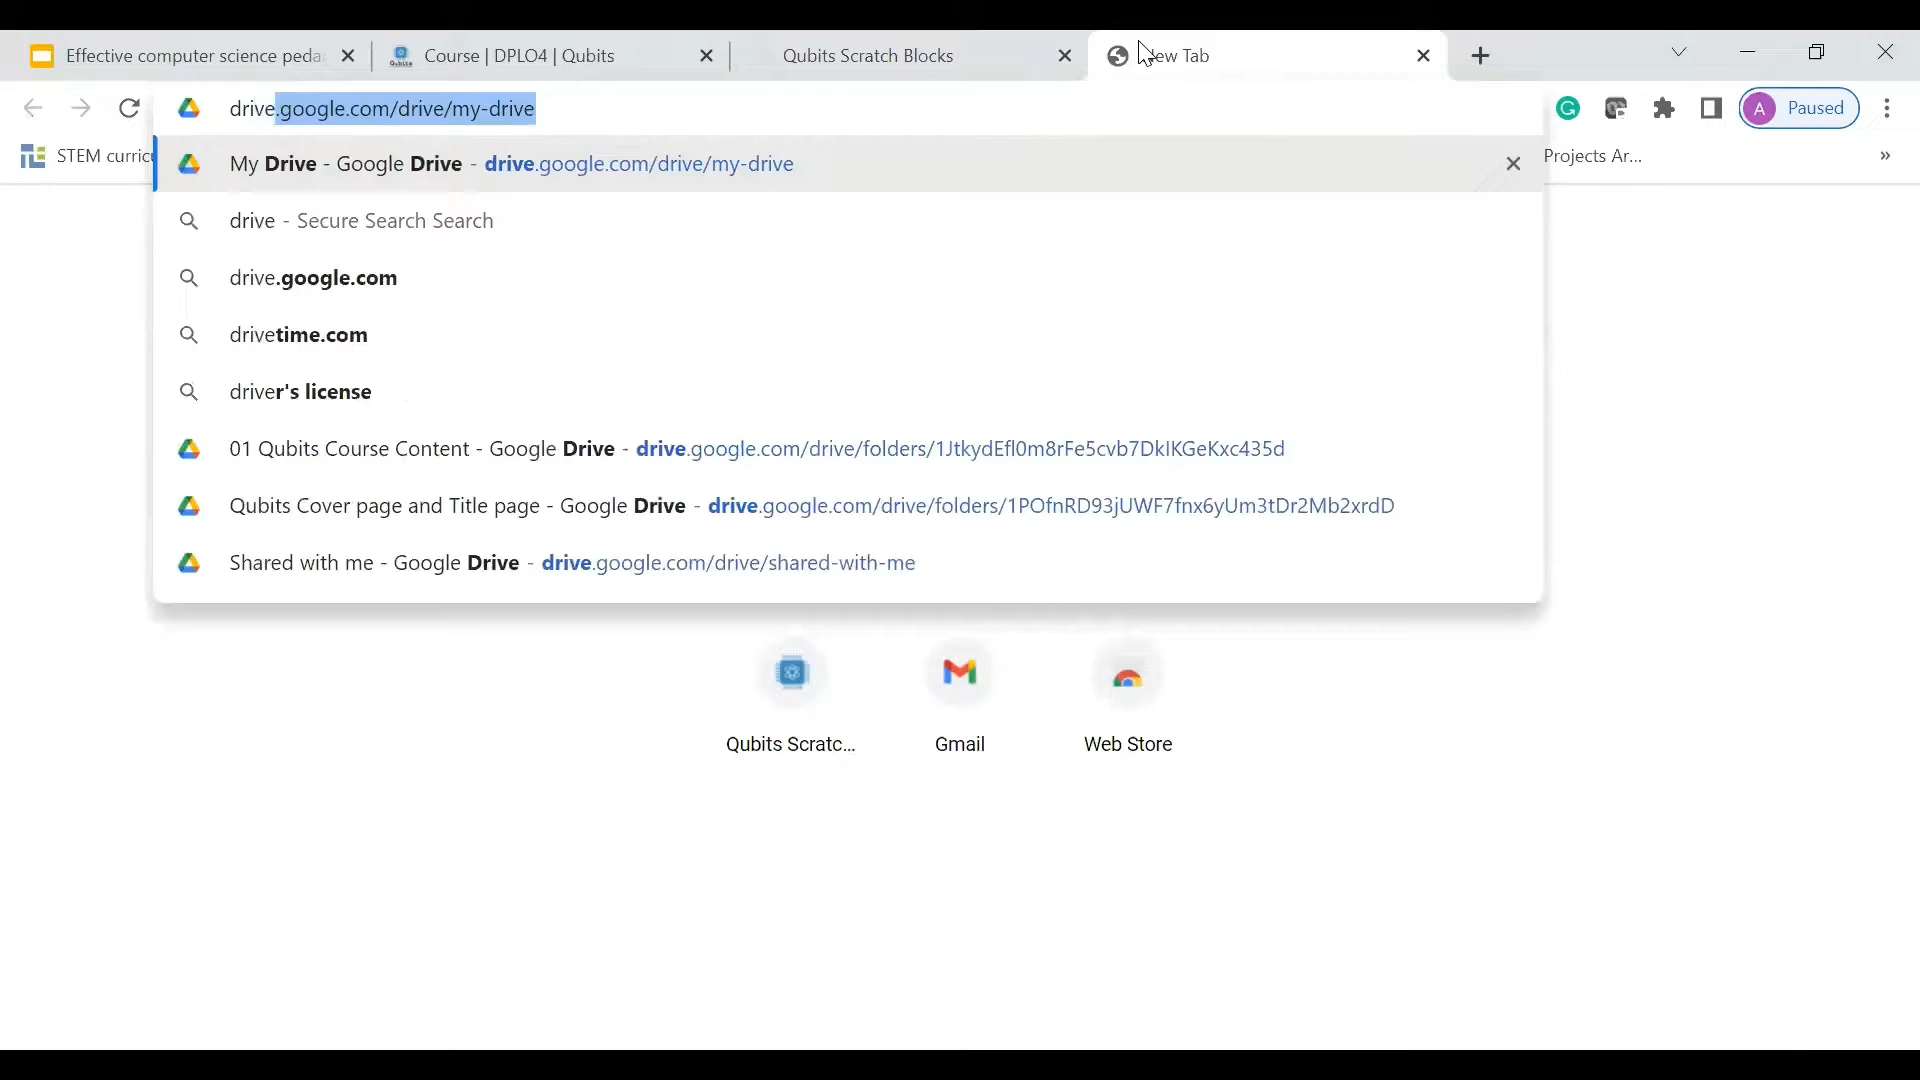 Effective computer science peda
Course | DPLO4 | Qubits
Qubits Scratch Blocks
ew Tab
drive.google.com/drive/my-drive
A Paused
STEM curricu
Projects Ar...
My Drive - Google Drive - drive.google.com/drive/my-drive
drive - Secure Search Search
drive.google.com
drivetime.com
driver's license
01 Qubits Course Content - Google Drive - drive.google.com/drive/folders/1JtkydEfl0m8rFe5cvb7DkIKGeKxc435d
Qubits Cover page and Title page - Google Drive - drive.google.com/drive/folders/1POfnRD93jUWF7fnx6yUm3tDr2Mb2xrdD
Shared with me - Google Drive - drive.google.com/drive/shared-with-me
Qubits Scratc...
Gmail
Web Store